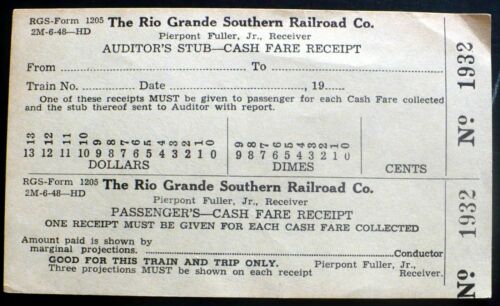 RGS-Form 1205 The Rio Grande Southern Railroad Co.
2M-6-48—HD
AUDITOR'S STUB—CASH FARE RECEIPT
Pierpont Fuller, Jr., Receiver
From To
Train No. Date , 19
One of these receipts MUST be given to passenger for each Cash Fare collected
and the stub thereof sent to Auditor with report.
13 12 11 10 9 8 7 6 5 4 3 2 1 0 9 8 7 6 5 4 3 2 1 0
13 12 11 10 9 8 7 6 5 4 3 2 1 0 9 8 7 6 5 4 3 2 1 0
DOLLARS DIMES CENTS
No 1932
RGS-Form 1205 The Rio Grande Southern Railroad Co.
2M-6-48—HD
Pierpont Fuller, Jr., Receiver
PASSENGER'S—CASH FARE RECEIPT
ONE RECEIPT MUST BE GIVEN FOR EACH CASH FARE COLLECTED
Amount paid is shown by
marginal projections. Conductor
GOOD FOR THIS TRAIN AND TRIP ONLY. Pierpont Fuller, Jr.,
Three projections MUST be shown on each receipt Receiver.
No 1932